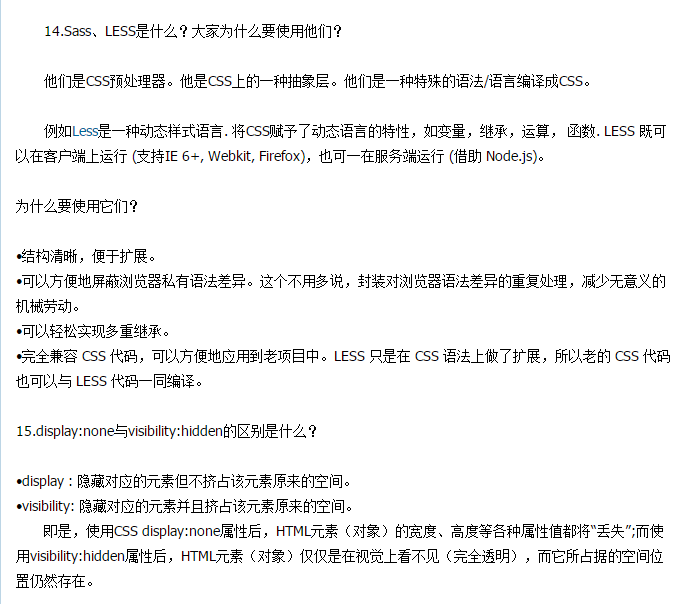 14.Sass、LESS是什么？大家为什么要使用他们？
他们是CSS预处理器。他是CSS上的一种抽象层。他们是一种特殊的语法/语言编译成CSS。
例如Less是一种动态样式语言. 将CSS赋予了动态语言的特性，如变量，继承，运算， 函数. LESS 既可
以在客户端上运行 (支持IE 6+, Webkit, Firefox)，也可一在服务端运行 (借助 Node.js)。
为什么要使用它们？
•结构清晰，便于扩展。
•可以方便地屏蔽浏览器私有语法差异。这个不用多说，封装对浏览器语法差异的重复处理，减少无意义的
机械劳动。
•可以轻松实现多重继承。
•完全兼容 CSS 代码，可以方便地应用到老项目中。LESS 只是在 CSS 语法上做了扩展，所以老的 CSS 代码
也可以与 LESS 代码一同编译。
15.display:none与visibility:hidden的区别是什么？
•display : 隐藏对应的元素但不挤占该元素原来的空间。
•visibility: 隐藏对应的元素并且挤占该元素原来的空间。
即是，使用CSS display:none属性后，HTML元素（对象）的宽度、高度等各种属性值都将“丢失”;而使
用visibility:hidden属性后，HTML元素（对象）仅仅是在视觉上看不见（完全透明），而它所占据的空间位
置仍然存在。